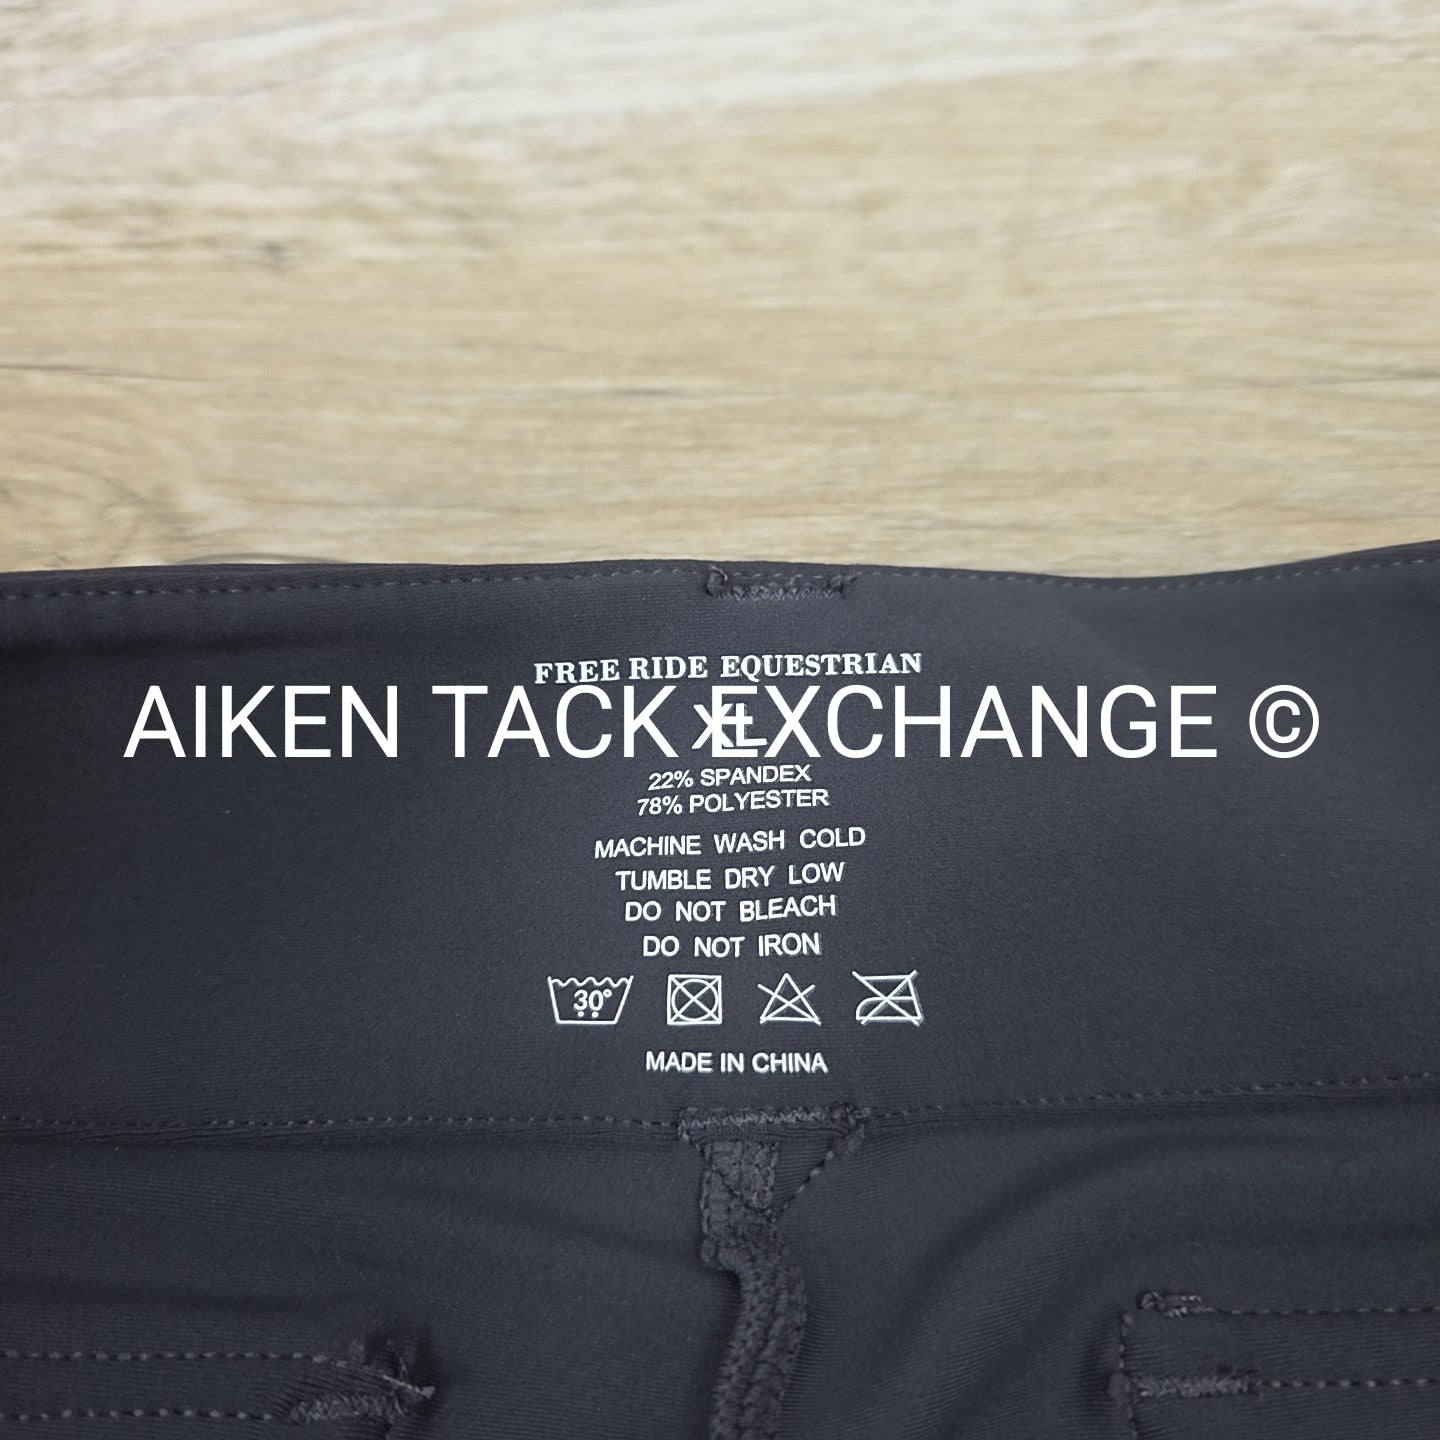 FREE RIDE EQUESTRIAN
AIKEN TACK EXCHANGE ©
XL
22% SPANDEX
78% POLYESTER
MACHINE WASH COLD
TUMBLE DRY LOW
DO NOT BLEACH
DO NOT IRON
30°
MADE IN CHINA